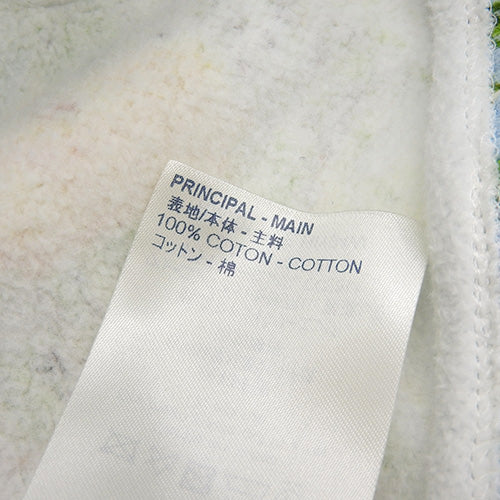 PRINCIPAL - MAIN
表地/本体 - 主料
100% COTON - COTTON
コットン - 棉